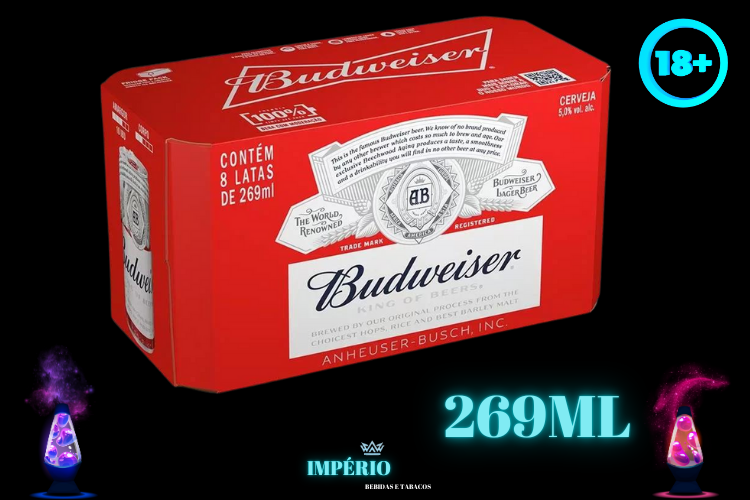 Budweiser
100%
18+
CERVEJA
5,0% vol. alc.
CONTÉM
8 LATAS
DE 269ml
This is the famous Budweiser beer. We know of no brand produced
by any other brewer which costs so much to brew and age. Our
exclusive Beechwood Aging produces a taste, a smoothness
and a drinkability you will find in no other beer at any price.
THE WORLD
RENOWNED
AB
BUDWEISER
LAGER BEER
AMERICA
TRADE MARK
REGISTERED
Budweiser
KING OF BEERS
BREWED BY OUR ORIGINAL PROCESS FROM THE
CHOICEST HOPS, RICE AND BEST BARLEY MALT
ANHEUSER-BUSCH, INC.
269ML
IMPÉRIO
BEBIDAS E TABACOS